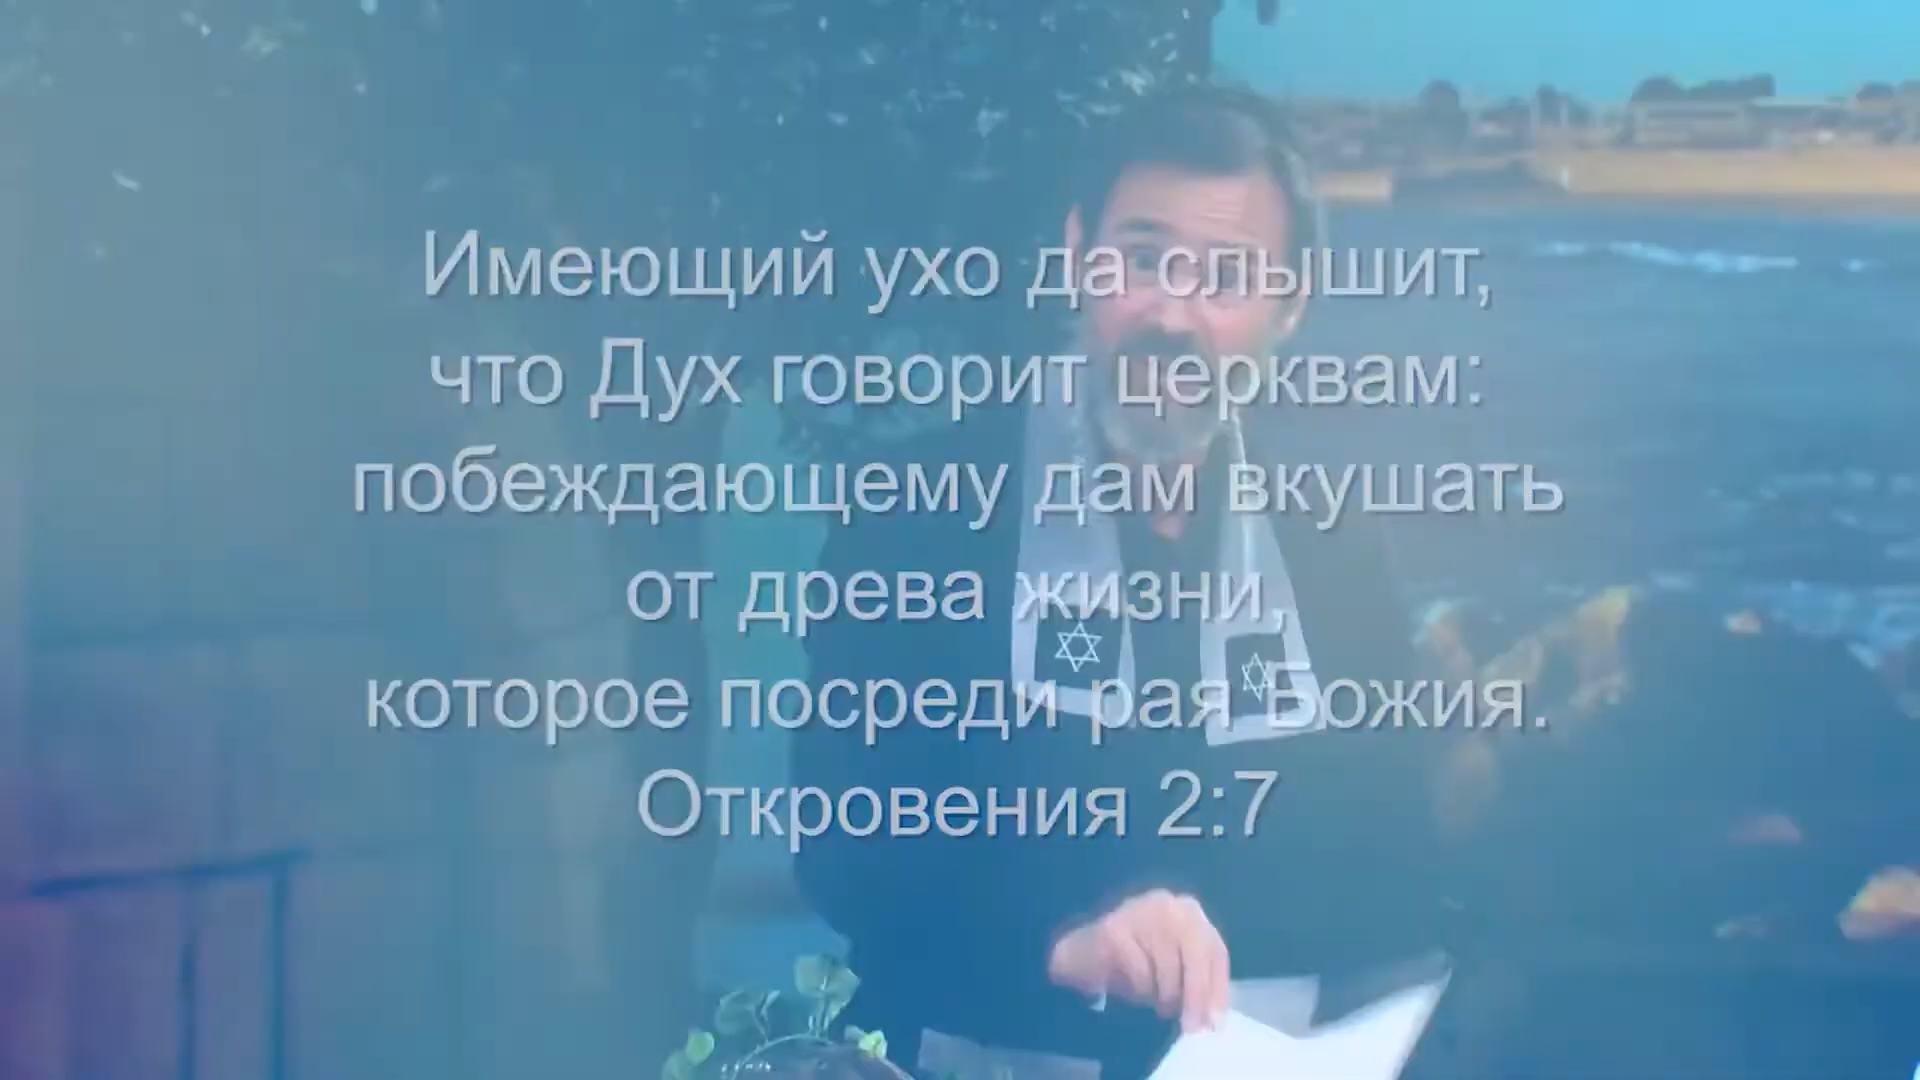 Имеющий ухо да слышит,
что Дух говорит церквам:
побеждающему дам вкушать
от древа жизни,
которое посреди рая Божия.
Откровения 2:7